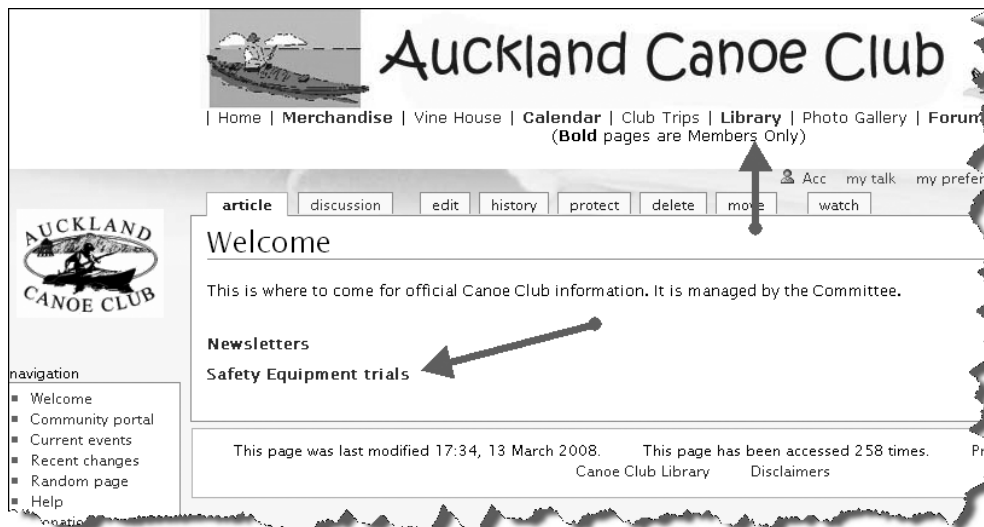 Auckland Canoe Club
| Home | Merchandise | Vine House | Calendar | Club Trips | Library | Photo Gallery | Forum
(Bold pages are Members Only)
Acc my talk my prefer
article discussion edit history protect delete move watch
AUCKLAND
CANOE CLUB
Welcome
This is where to come for official Canoe Club information. It is managed by the Committee.
Newsletters
Safety Equipment trials
navigation
Welcome
Community portal
Current events
Recent changes
Random page
Help
This page was last modified 17:34, 13 March 2008. This page has been accessed 258 times.
Canoe Club Library Disclaimers